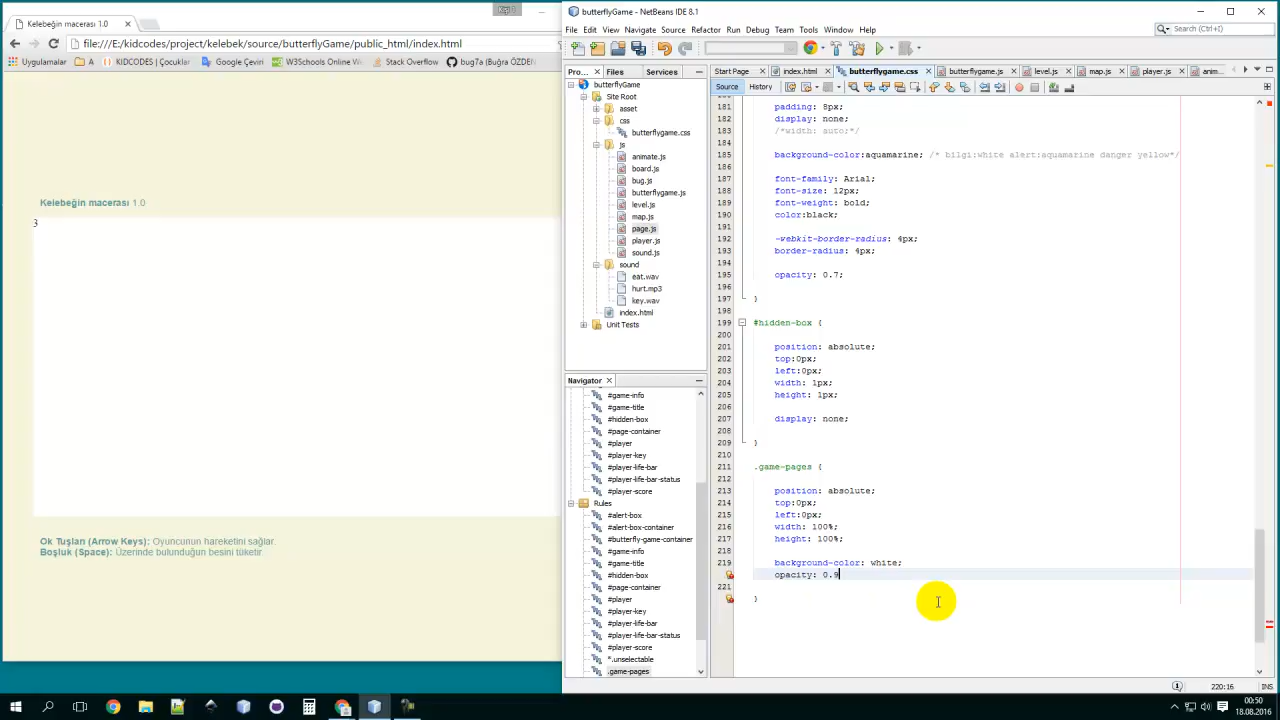 Kişi 1
Kelebeğin macerası 1.0
file:///E:/kitcodes/project/kelebek/source/butterflyGame/public_html/index.html
Uygulamalar
Buğra A
KIDCODES | Çocuklar
Google Çeviri
W3Schools Online We
Stack Overflow
bug7a (Buğra ÖZDEN
Kelebeğin macerası 1.0
3
Ok Tuşları (Arrow Keys): Oyuncunun hareketini sağlar.
Boşluk (Space): Üzerinde bulunduğun besini tüketir.
butterflyGame - NetBeans IDE 8.1
File Edit View Navigate Source Refactor Run Debug Team Tools Window Help
Search (Ctrl+I)
Pro... Files Services
butterflyGame
Site Root
asset
css
butterflygame.css
js
animate.js
board.js
bug.js
butterflygame.js
level.js
map.js
page.js
player.js
sound.js
sound
eat.wav
hurt.mp3
key.wav
index.html
Unit Tests
Navigator
#game-info
#game-title
#hidden-box
#page-container
#player
#player-key
#player-life-bar
#player-life-bar-status
#player-score
Rules
#alert-box
#alert-box-container
#butterfly-game-container
#game-info
#game-title
#hidden-box
#page-container
#player
#player-key
#player-life-bar
#player-life-bar-status
#player-score
*.unselectable
.game-pages
Start Page index.html butterflygame.css butterflygame.js level.js map.js player.js anim...
Source History
181 padding: 8px;
182 display: none;
183 /*width: auto;*/
184
185 background-color:aquamarine; /* bilgi:white alert:aquamarine danger yellow*/
186
187 font-family: Arial;
188 font-size: 12px;
189 font-weight: bold;
190 color:black;
191
192 -webkit-border-radius: 4px;
193 border-radius: 4px;
194
195 opacity: 0.7;
196
197 }
198
199 #hidden-box {
200
201 position: absolute;
202 top:0px;
203 left:0px;
204 width: 1px;
205 height: 1px;
206
207 display: none;
208
209 }
210
211 .game-pages {
212
213 position: absolute;
214 top:0px;
215 left:0px;
216 width: 100%;
217 height: 100%;
218
219 background-color: white;
opacity: 0.9
221
}
220:16 INS
00:50
18.08.2016